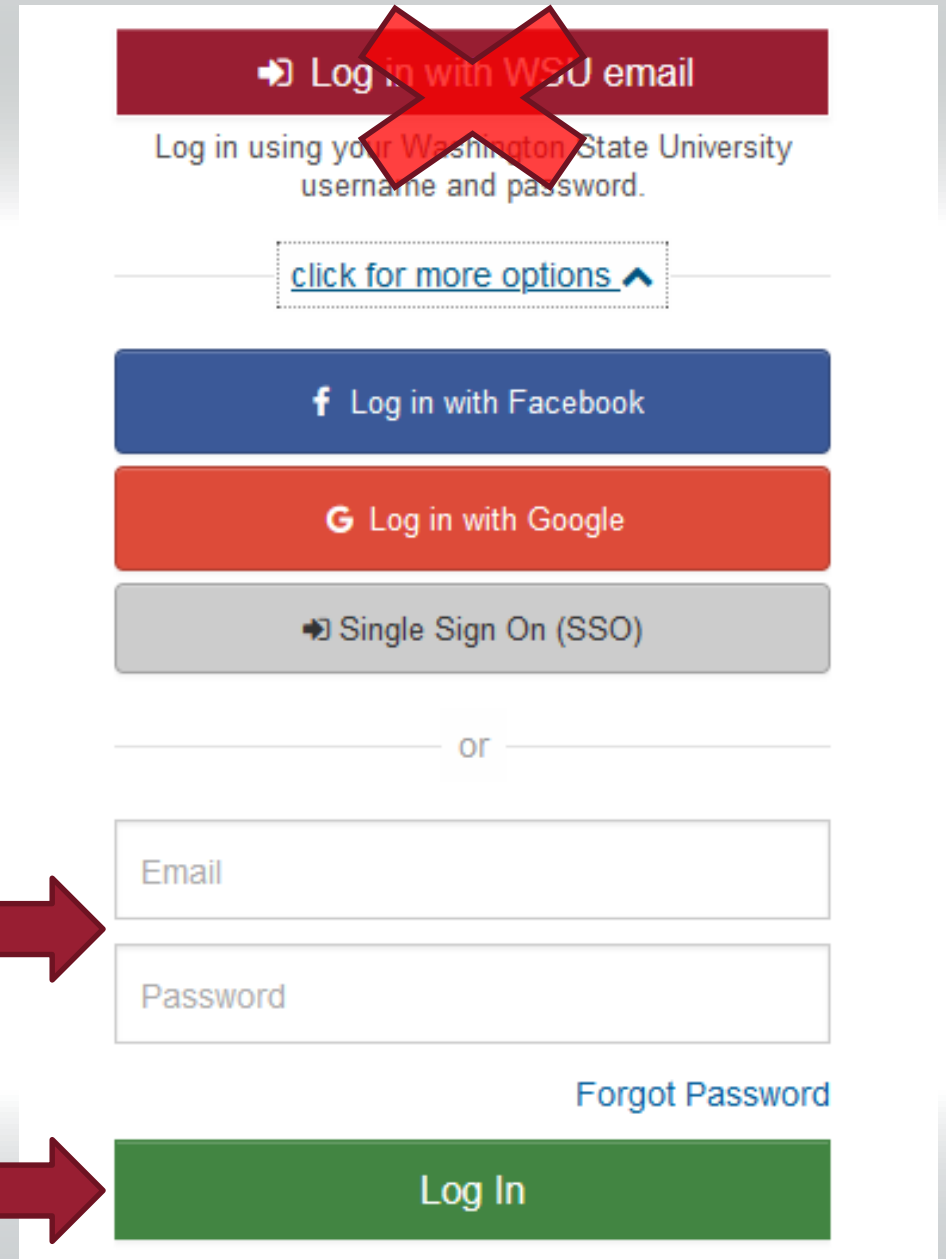 Log in with WSU email
Log in using your Washington State University
username and password.
click for more options
Log in with Facebook
G Log in with Google
Single Sign On (SSO)
or
Email
Password
Forgot Password
Log In